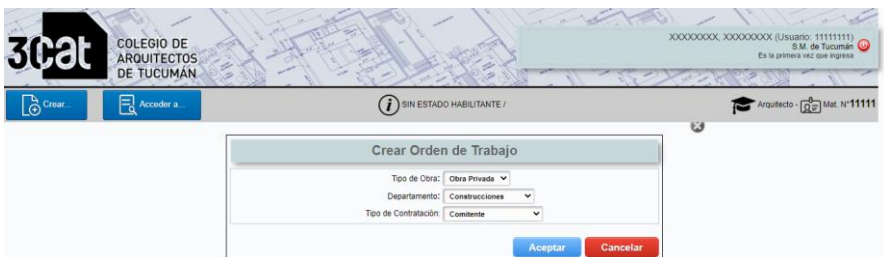 3cat
COLEGIO DE
ARQUITECTOS
DE TUCUMÁN
XXXXXXXX, XXXXXXXX (Usuario: 11111111)
S.M. de Tucumán
Es la primera vez que ingresa
Crear...
Acceder a...
SIN ESTADO HABILITANTE /
Arquitecto - Mat. N°11111
Crear Orden de Trabajo
Tipo de Obra: Obra Privada
Departamento: Construcciones
Tipo de Contratación: Comitente
Aceptar Cancelar